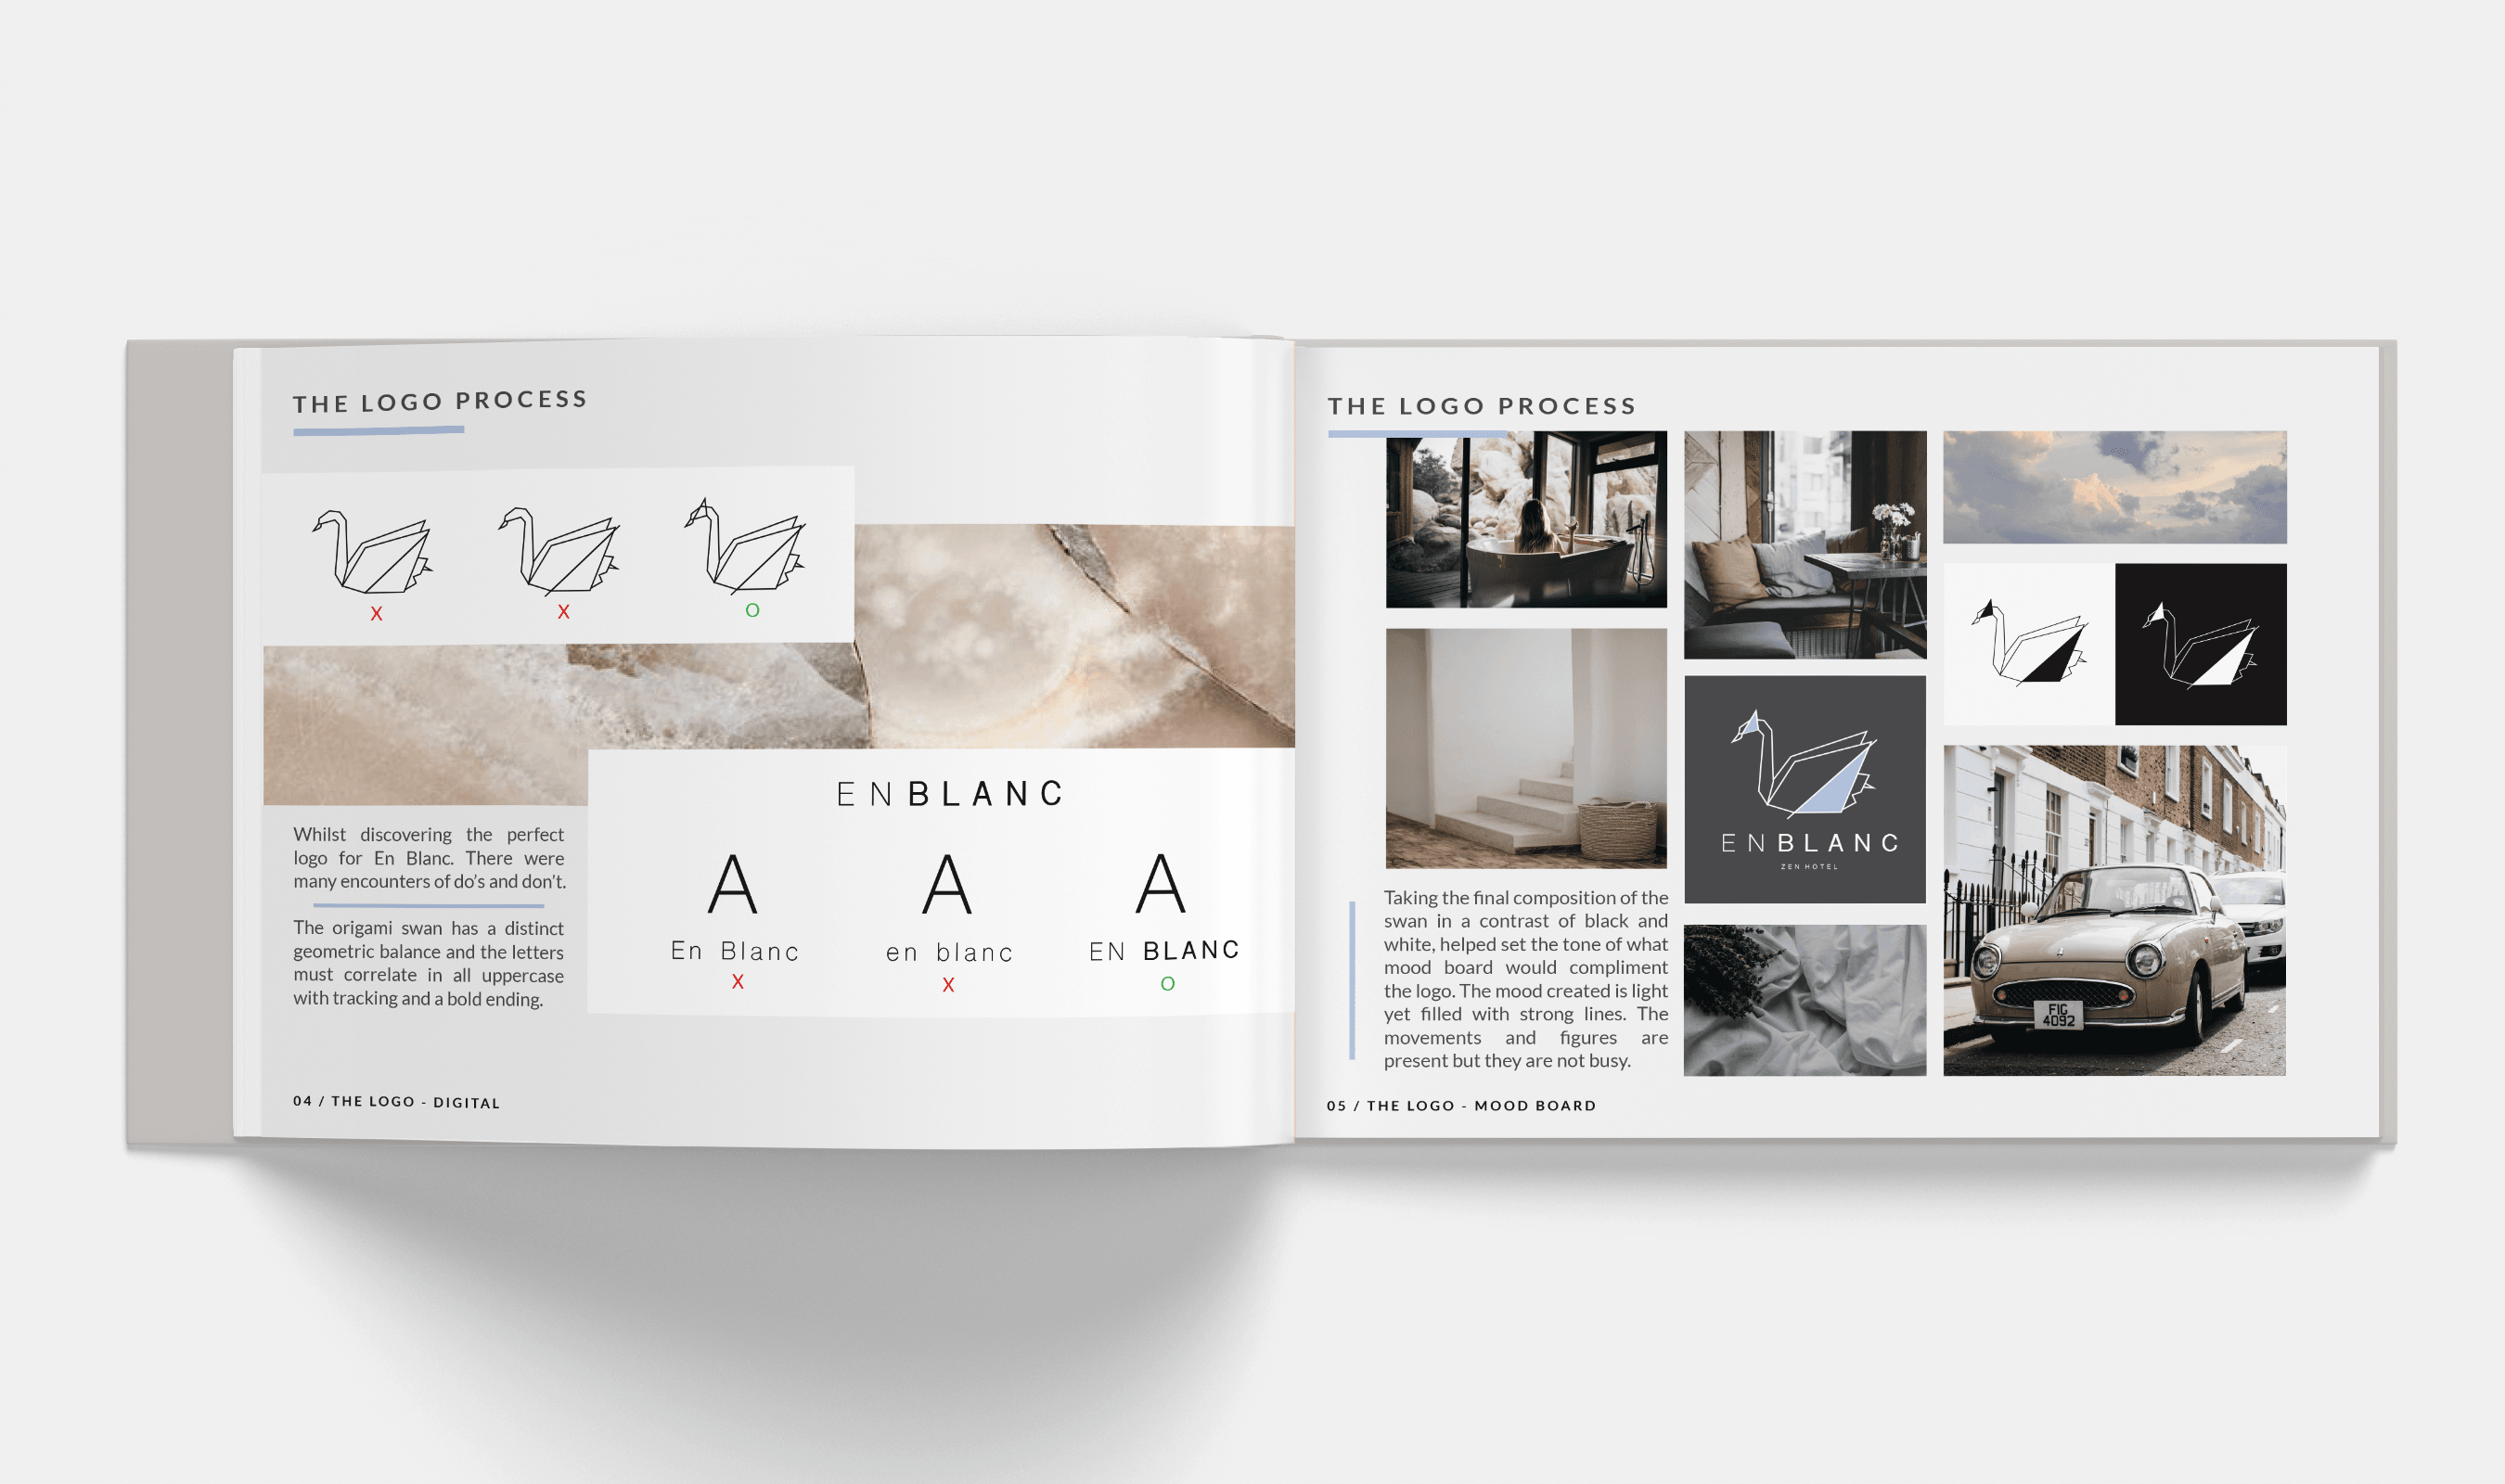 THE LOGO PROCESS
X
X
O
ENBLANC
A
A
A
En Blanc
en blanc
EN BLANC
X
X
O
Whilst discovering the perfect
logo for En Blanc. There were
many encounters of do's and don't.
The origami swan has a distinct
geometric balance and the letters
must correlate in all uppercase
with tracking and a bold ending.
04 / THE LOGO - DIGITAL
THE LOGO PROCESS
ENBLANC
ZEN HOTEL
FIG
4092
Taking the final composition of the
swan in a contrast of black and
white, helped set the tone of what
mood board would compliment
the logo. The mood created is light
yet filled with strong lines. The
movements and figures are
present but they are not busy.
05 / THE LOGO - MOOD BOARD